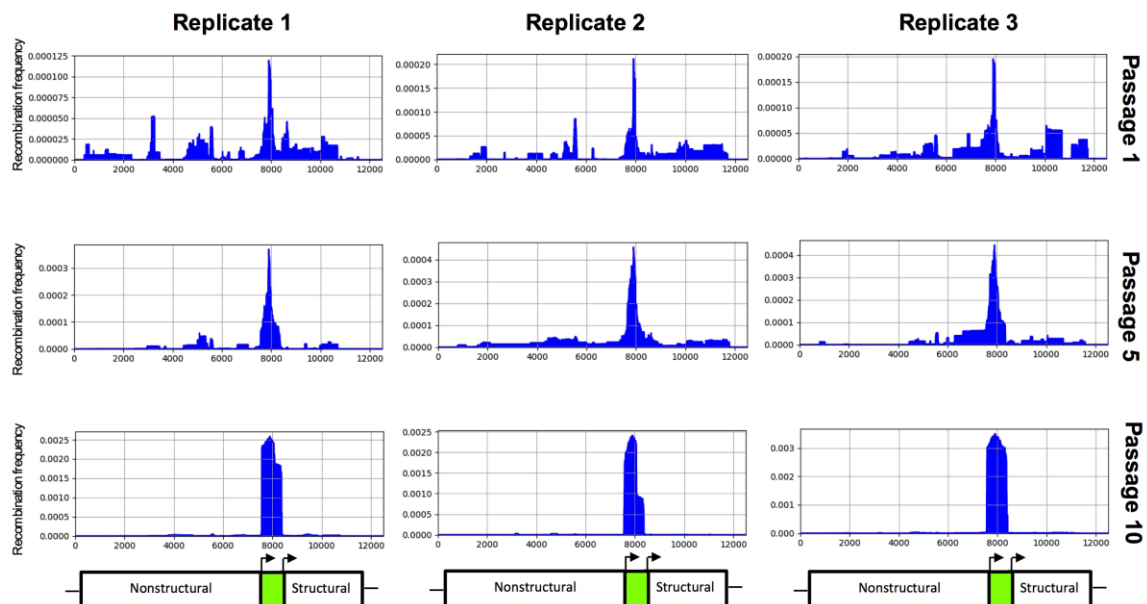 Replicate 1 Replicate 2 Replicate 3
Recombination frequency
0.000125
0.000100
0.000075
0.000050
0.000025
0.000000
0 2000 4000 6000 8000 10000 12000
0.00020
0.00015
0.00010
0.00005
0.00000
0 2000 4000 6000 8000 10000 12000
0.00020
0.00015
0.00010
0.00005
0.00000
0 2000 4000 6000 8000 10000 12000
Passage 1
Recombination frequency
0.0003
0.0002
0.0001
0.0000
0 2000 4000 6000 8000 10000 12000
0.0004
0.0003
0.0002
0.0001
0.0000
0 2000 4000 6000 8000 10000 12000
0.0004
0.0003
0.0002
0.0001
0.0000
0 2000 4000 6000 8000 10000 12000
Passage 5
Recombination frequency
0.0025
0.0020
0.0015
0.0010
0.0005
0.0000
0 2000 4000 6000 8000 10000 12000
0.0025
0.0020
0.0015
0.0010
0.0005
0.0000
0 2000 4000 6000 8000 10000 12000
0.003
0.002
0.001
0.000
0 2000 4000 6000 8000 10000 12000
Passage 10
Nonstructural Structural Nonstructural Structural Nonstructural Structural